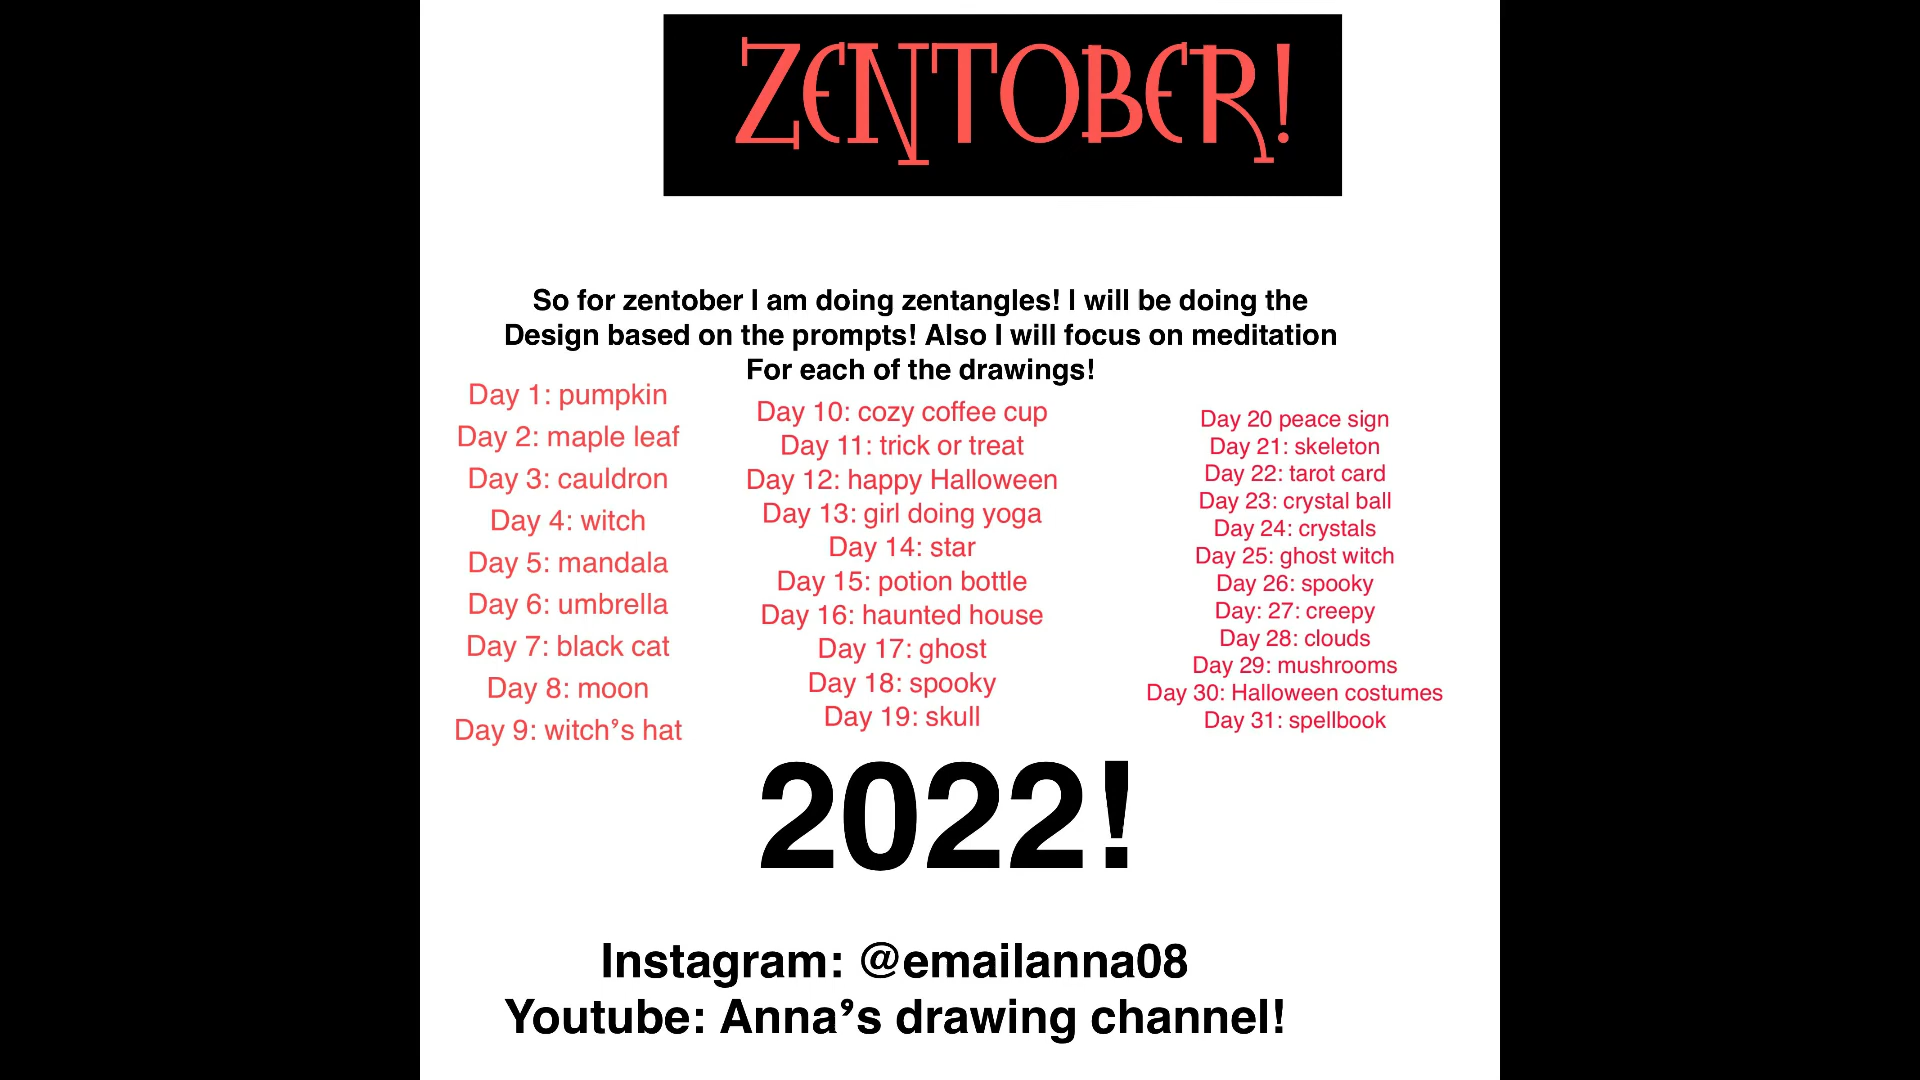 ZENTOBER!
So for zentober I am doing zentangles! I will be doing the
Design based on the prompts! Also I will focus on meditation
For each of the drawings!
Day 1: pumpkin
Day 2: maple leaf
Day 3: cauldron
Day 4: witch
Day 5: mandala
Day 6: umbrella
Day 7: black cat
Day 8: moon
Day 9: witch’s hat
Day 10: cozy coffee cup
Day 11: trick or treat
Day 12: happy Halloween
Day 13: girl doing yoga
Day 14: star
Day 15: potion bottle
Day 16: haunted house
Day 17: ghost
Day 18: spooky
Day 19: skull
Day 20 peace sign
Day 21: skeleton
Day 22: tarot card
Day 23: crystal ball
Day 24: crystals
Day 25: ghost witch
Day 26: spooky
Day: 27: creepy
Day 28: clouds
Day 29: mushrooms
Day 30: Halloween costumes
Day 31: spellbook
2022!
Instagram: @emailanna08
Youtube: Anna’s drawing channel!